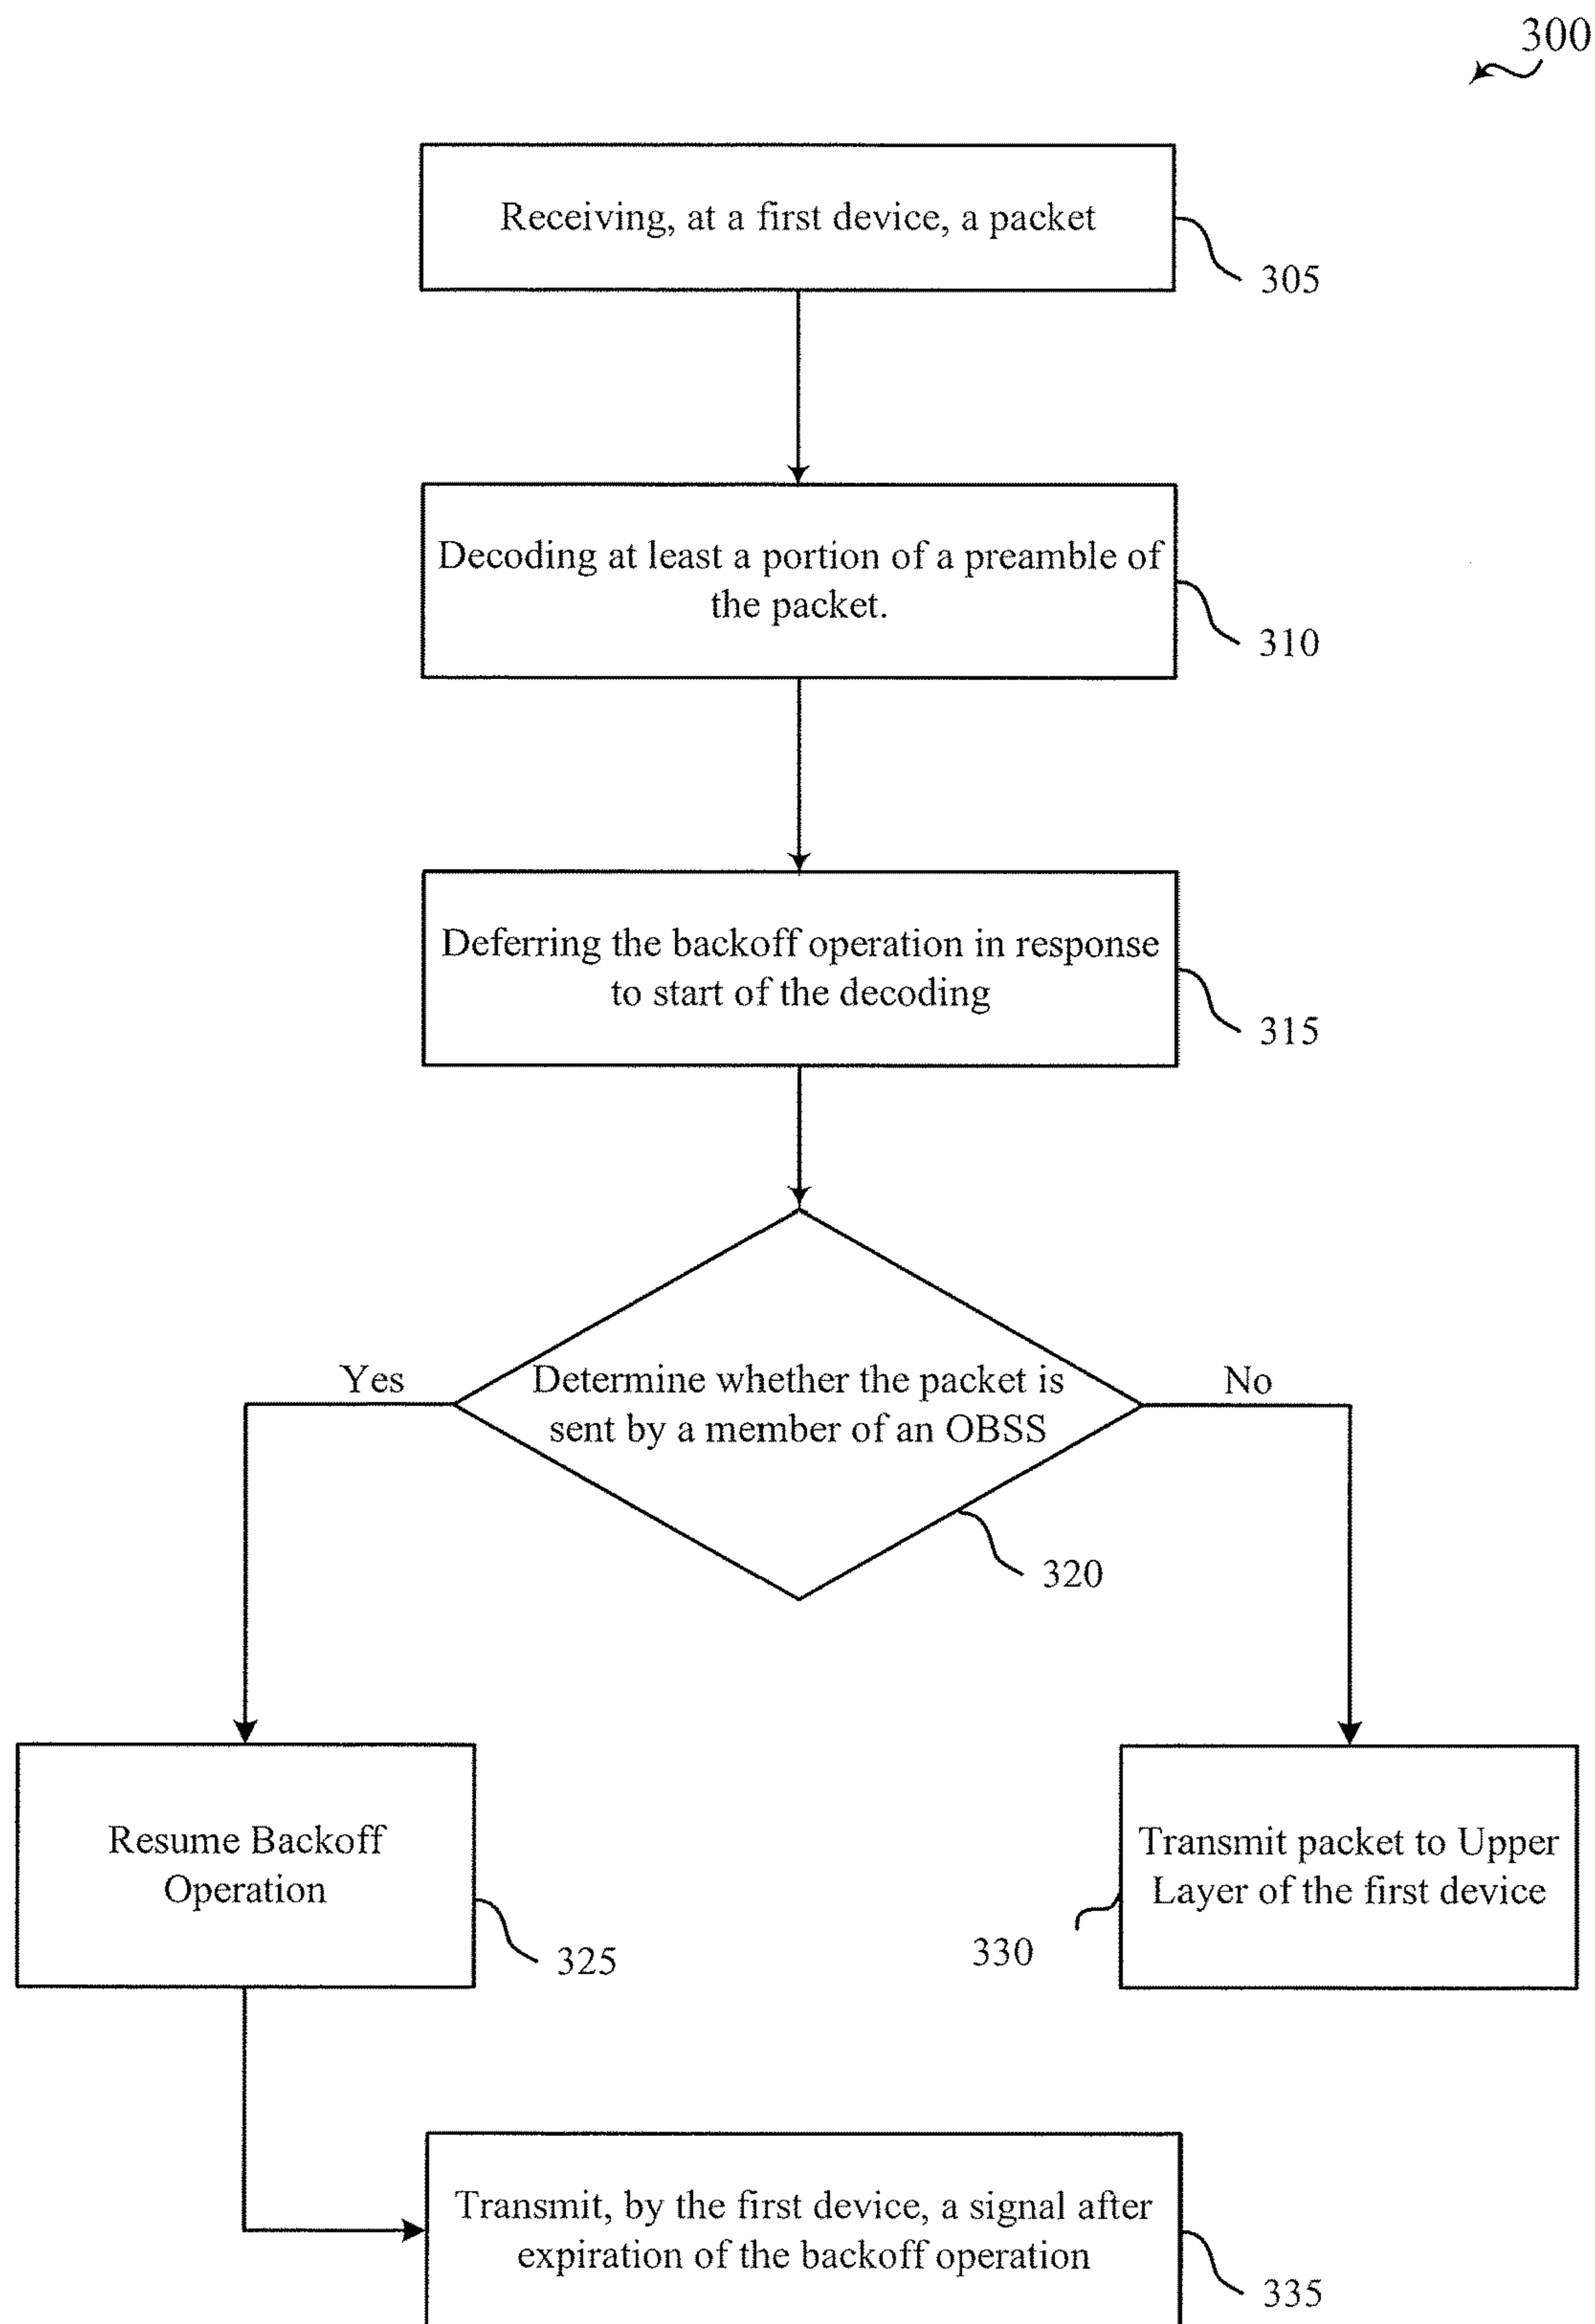 300
Receiving, at a first device, a packet
305
Decoding at least a portion of a preamble of
the packet.
310
Deferring the backoff operation in response
to start of the decoding
315
Yes
Determine whether the packet is
sent by a member of an OBSS
No
320
Resume Backoff
Operation
325
Transmit packet to Upper
Layer of the first device
330
Transmit, by the first device, a signal after
expiration of the backoff operation
335